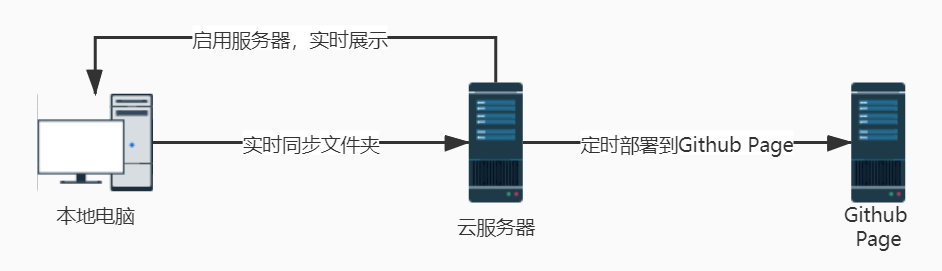 启用服务器，实时展示
实时同步文件夹
定时部署到Github Page
本地电脑
云服务器
Github
Page